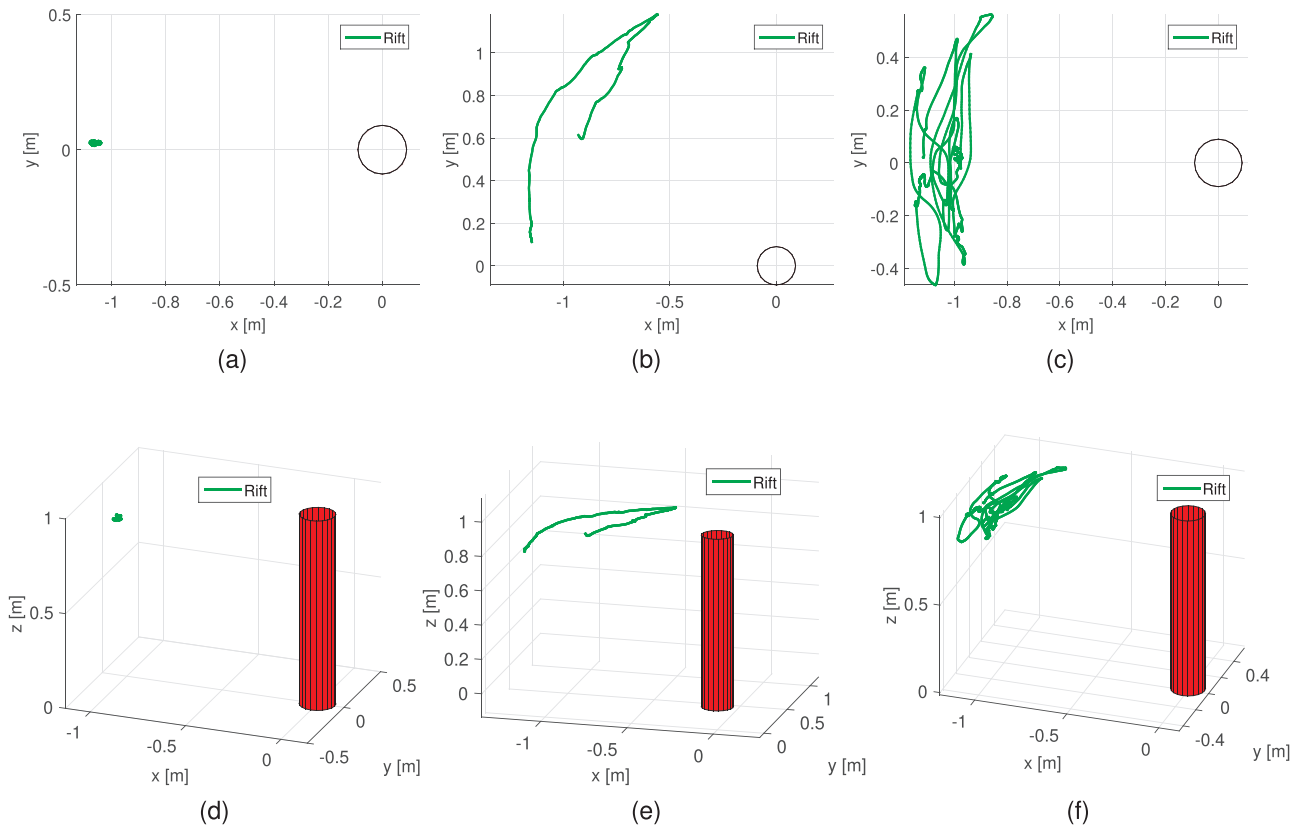 0.5
0
-0.5
y [m]
-1 -0.8 -0.6 -0.4 -0.2 0
x [m]
Rift
(a)
1
0.8
0.6
0.4
0.2
0
y [m]
-1 -0.5 0
x [m]
Rift
(b)
0.4
0.2
0
-0.2
-0.4
y [m]
-1 -0.8 -0.6 -0.4 -0.2 0
x [m]
Rift
(c)
Rift
1
0.5
0
z [m]
-1 -0.5 0
x [m]
-0.5 0 0.5
y [m]
(d)
Rift
1
0.8
0.6
0.4
0.2
0
z [m]
-1 -0.5 0
x [m]
0 0.5 1
y [m]
(e)
Rift
1
0.5
0
z [m]
-1 -0.5 0
x [m]
-0.4 0 0.4
y [m]
(f)